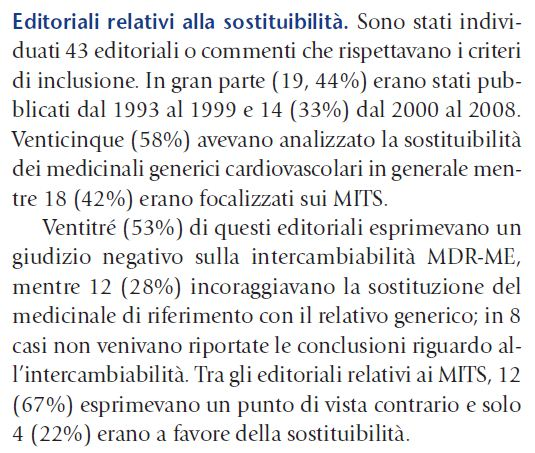 Editoriali relativi alla sostituibilità. Sono stati indivi-
duati 43 editoriali o commenti che rispettavano i criteri
di inclusione. In gran parte (19, 44%) erano stati pub-
blicati dal 1993 al 1999 e 14 (33%) dal 2000 al 2008.
Venticinque (58%) avevano analizzato la sostituibilità
dei medicinali generici cardiovascolari in generale men-
tre 18 (42%) erano focalizzati sui MITS.
Ventitré (53%) di questi editoriali esprimevano un
giudizio negativo sulla intercambiabilità MDR-ME,
mentre 12 (28%) incoraggiavano la sostituzione del
medicinale di riferimento con il relativo generico; in 8
casi non venivano riportate le conclusioni riguardo al-
l'intercambiabilità. Tra gli editoriali relativi ai MITS, 12
(67%) esprimevano un punto di vista contrario e solo
4 (22%) erano a favore della sostituibilità.